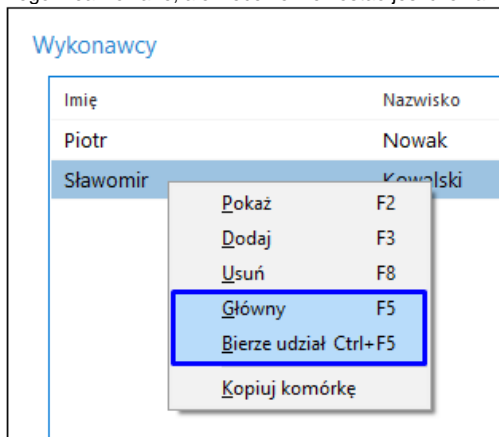 Wykonawcy
Imię Nazwisko
Piotr Nowak
Sławomir Kowalski
Pokaż F2
Dodaj F3
Usuń F8
Główny F5
Bierze udział Ctrl+F5
Kopiuj komórkę